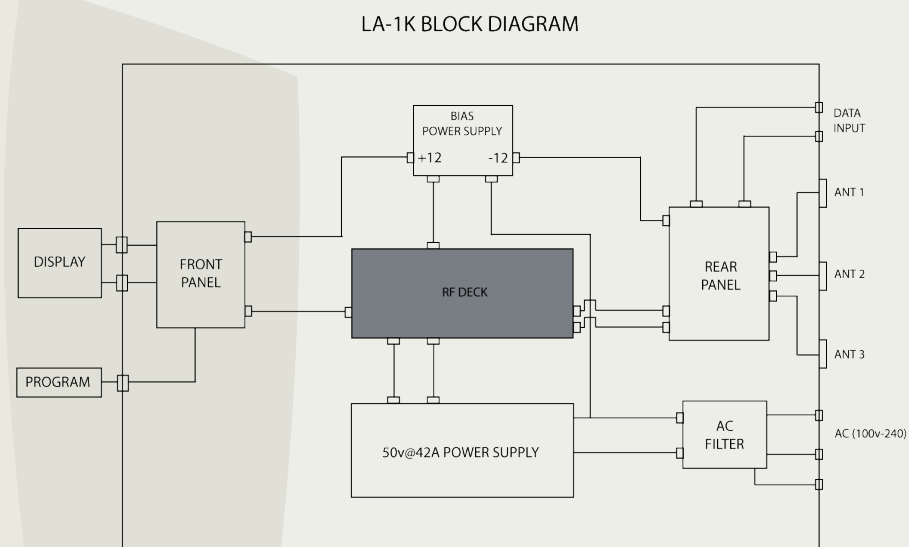 LA-1K BLOCK DIAGRAM
BIAS
POWER SUPPLY
+12
-12
DATA
INPUT
ANT 1
DISPLAY
FRONT
PANEL
RF DECK
REAR
PANEL
ANT 2
ANT 3
PROGRAM
50v@42A POWER SUPPLY
AC
FILTER
AC (100v-240)